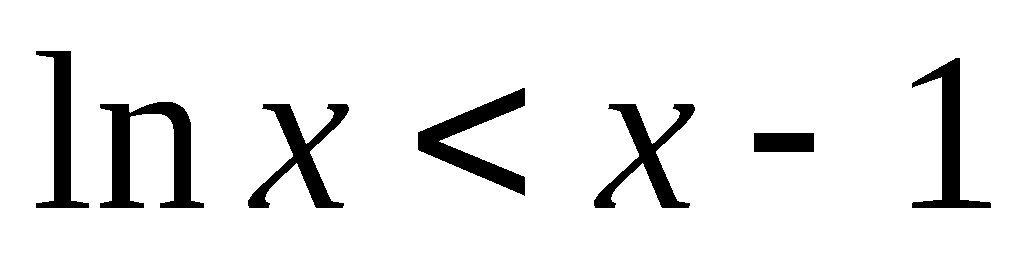 ln x < x - 1